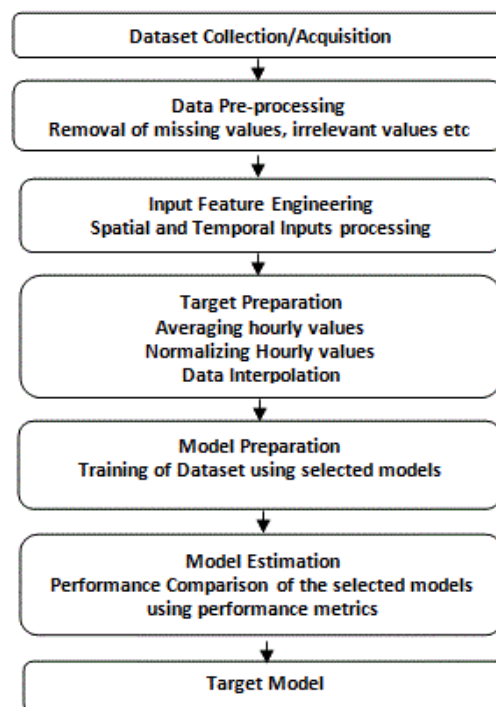 Dataset Collection/Acquisition
Data Pre-processing
Removal of missing values, irrelevant values etc
Input Feature Engineering
Spatial and Temporal Inputs processing
Target Preparation
Averaging hourly values
Normalizing Hourly values
Data Interpolation
Model Preparation
Training of Dataset using selected models
Model Estimation
Performance Comparison of the selected models
using performance metrics
Target Model